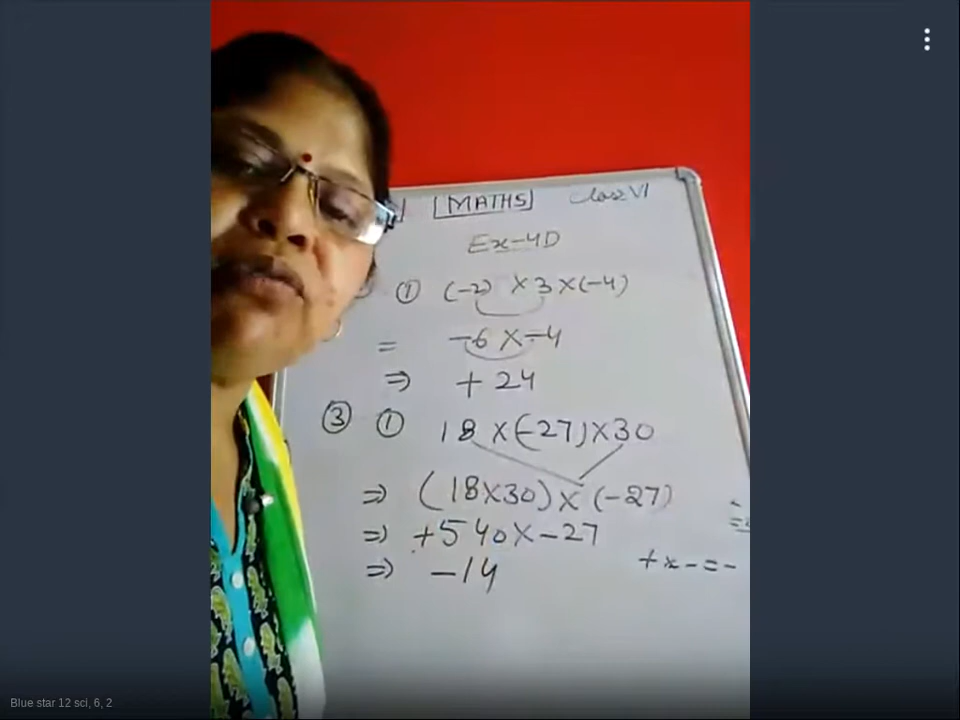 MATHS Class VI
Ex-4D
① (-2) × 3 × (-4)
= -6 × -4
⇒ + 24
③ ① 18 × (-27) × 30
⇒ (18×30) × (-27)
⇒ +540 × -27
⇒ -14
+ × - = -
Blue star 12 sci, 6, 2